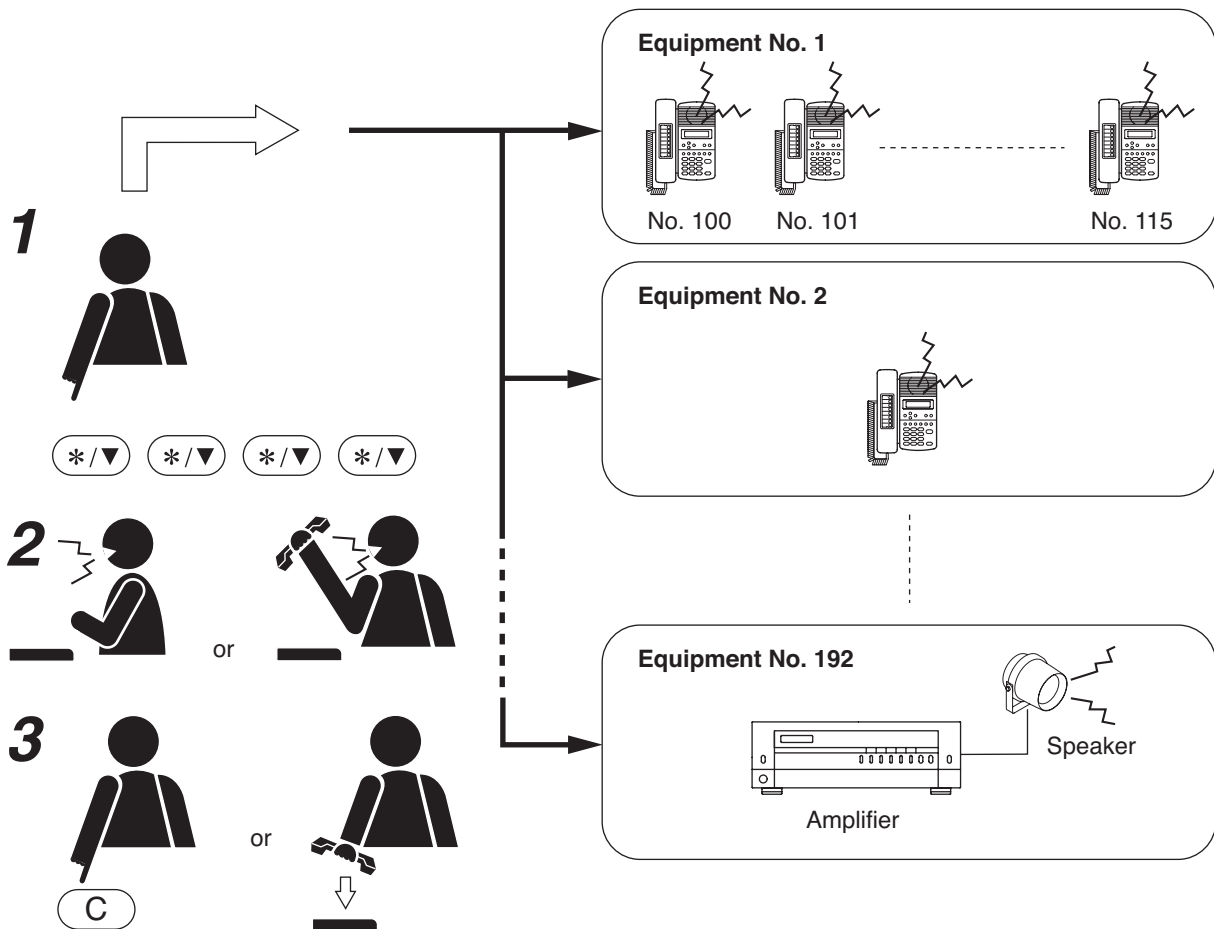 Equipment No. 1
No. 100 No. 101 No. 115
1
Equipment No. 2
*/▼ */▼ */▼ */▼
2
or
Equipment No. 192
Speaker
Amplifier
3
or
C